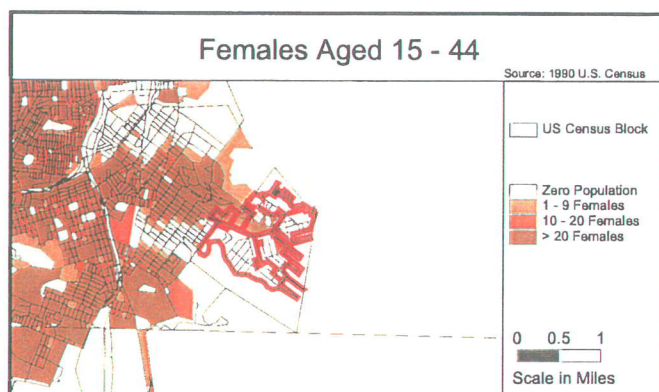 Females Aged 15 - 44
Source: 1990 U.S. Census
US Census Block
Zero Population
1 - 9 Females
10 - 20 Females
> 20 Females
0 0.5 1
Scale in Miles